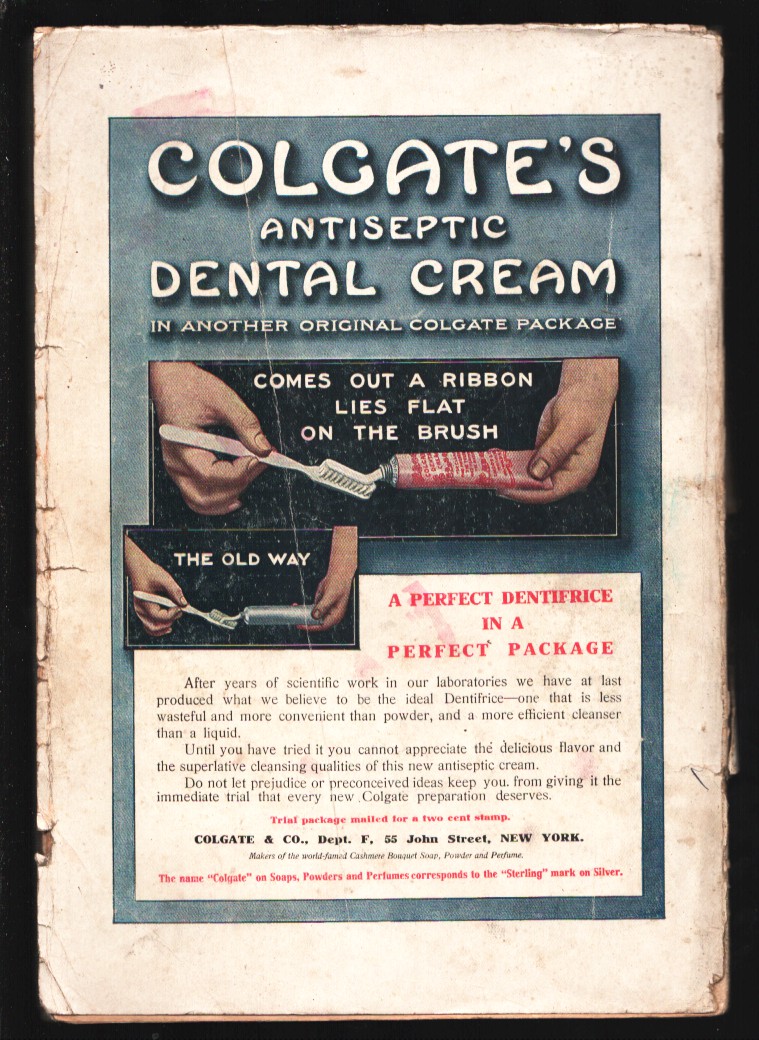 COLGATE'S
ANTISEPTIC
DENTAL CREAM
IN ANOTHER ORIGINAL COLGATE PACKAGE
COMES OUT A RIBBON
LIES FLAT
ON THE BRUSH
THE OLD WAY
A PERFECT DENTIFRICE
IN A
PERFECT PACKAGE
After years of scientific work in our laboratories we have at last
produced what we believe to be the ideal Dentifrice—one that is less
wasteful and more convenient than powder, and a more efficient cleanser
than a liquid.
Until you have tried it you cannot appreciate the delicious flavor and
the superlative cleansing qualities of this new antiseptic cream.
Do not let prejudice or preconceived ideas keep you from giving it the
immediate trial that every new Colgate preparation deserves.
Trial package mailed for a two cent stamp.
COLGATE & CO., Dept. F, 55 John Street, NEW YORK.
Makers of the world-famed Cashmere Bouquet Soap, Powder and Perfume.
The name "Colgate" on Soaps, Powders and Perfumes corresponds to the "Sterling" mark on Silver.